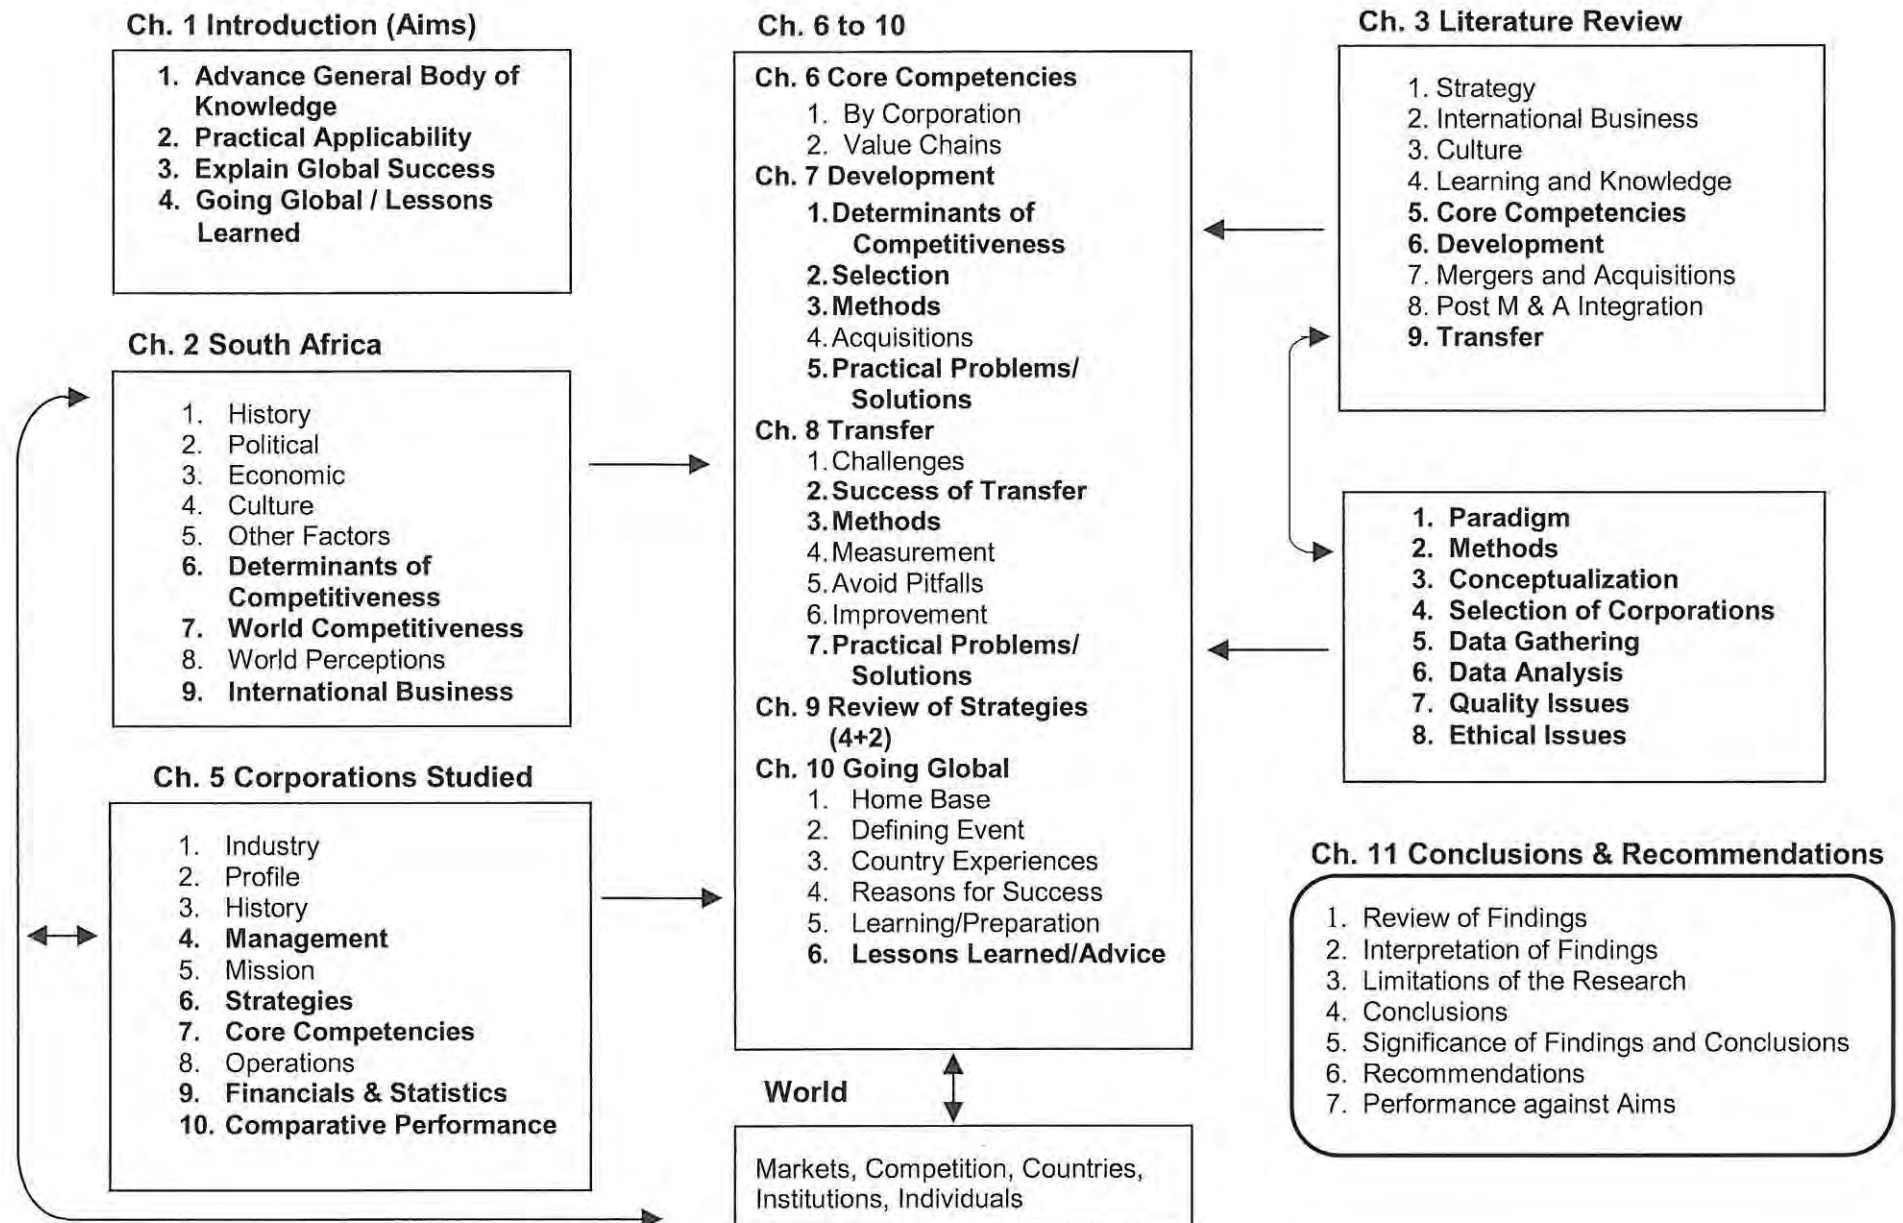 Ch. 1 Introduction (Aims)
1. Advance General Body of
Knowledge
2. Practical Applicability
3. Explain Global Success
4. Going Global / Lessons
Learned
Ch. 2 South Africa
1. History
2. Political
3. Economic
4. Culture
5. Other Factors
6. Determinants of
Competitiveness
7. World Competitiveness
8. World Perceptions
9. International Business
Ch. 5 Corporations Studied
1. Industry
2. Profile
3. History
4. Management
5. Mission
6. Strategies
7. Core Competencies
8. Operations
9. Financials & Statistics
10. Comparative Performance
Ch. 6 to 10
Ch. 6 Core Competencies
1. By Corporation
2. Value Chains
Ch. 7 Development
1. Determinants of
Competitiveness
2. Selection
3. Methods
4. Acquisitions
5. Practical Problems/
Solutions
Ch. 8 Transfer
1. Challenges
2. Success of Transfer
3. Methods
4. Measurement
5. Avoid Pitfalls
6. Improvement
7. Practical Problems/
Solutions
Ch. 9 Review of Strategies
(4+2)
Ch. 10 Going Global
1. Home Base
2. Defining Event
3. Country Experiences
4. Reasons for Success
5. Learning/Preparation
6. Lessons Learned/Advice
World
Markets, Competition, Countries,
Institutions, Individuals
Ch. 3 Literature Review
1. Strategy
2. International Business
3. Culture
4. Learning and Knowledge
5. Core Competencies
6. Development
7. Mergers and Acquisitions
8. Post M & A Integration
9. Transfer
1. Paradigm
2. Methods
3. Conceptualization
4. Selection of Corporations
5. Data Gathering
6. Data Analysis
7. Quality Issues
8. Ethical Issues
Ch. 11 Conclusions & Recommendations
1. Review of Findings
2. Interpretation of Findings
3. Limitations of the Research
4. Conclusions
5. Significance of Findings and Conclusions
6. Recommendations
7. Performance against Aims